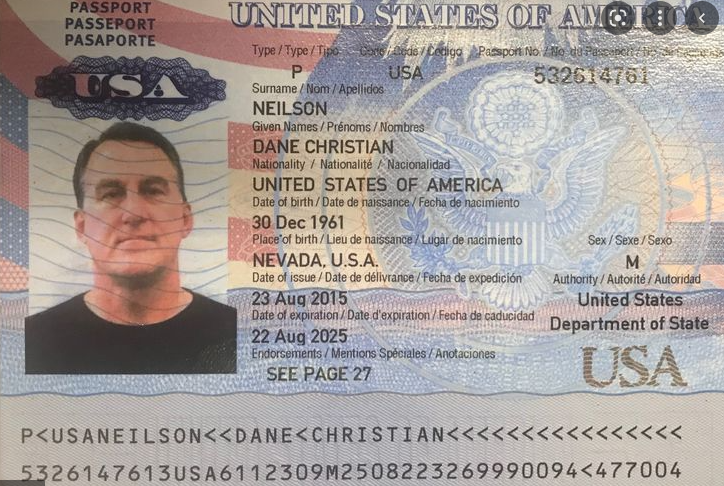 PASSPORT
PASSEPORT
PASAPORTE
UNITED STATES OF AMERICA
USA
Type / Type / Tipo Code / Code / Codigo Passport No. / No. du Passeport / No. de
P USA 532614761
Surname / Nom / Apellidos
NEILSON
Given Names / Prénoms / Nombres
DANE CHRISTIAN
Nationality / Nationalité / Nacionalidad
UNITED STATES OF AMERICA
Date of birth / Date de naissance / Fecha de nacimiento
30 Dec 1961
Place of birth / Lieu de naissance / Lugar de nacimiento Sex / Sexe / Sexo
NEVADA, U.S.A. M
Date of issue / Date de délivrance / Fecha de expedición Authority / Autorité / Autoridad
23 Aug 2015 United States
Date of expiration / Date d'expiration / Fecha de caducidad Department of State
22 Aug 2025
Endorsements / Mentions Spéciales / Anotaciones
SEE PAGE 27 USA
P<USANEILSON<<DANE<CHRISTIAN<<<<<<<<<<<<<<<<
5326147613USA6112309M2508223269990094<477004